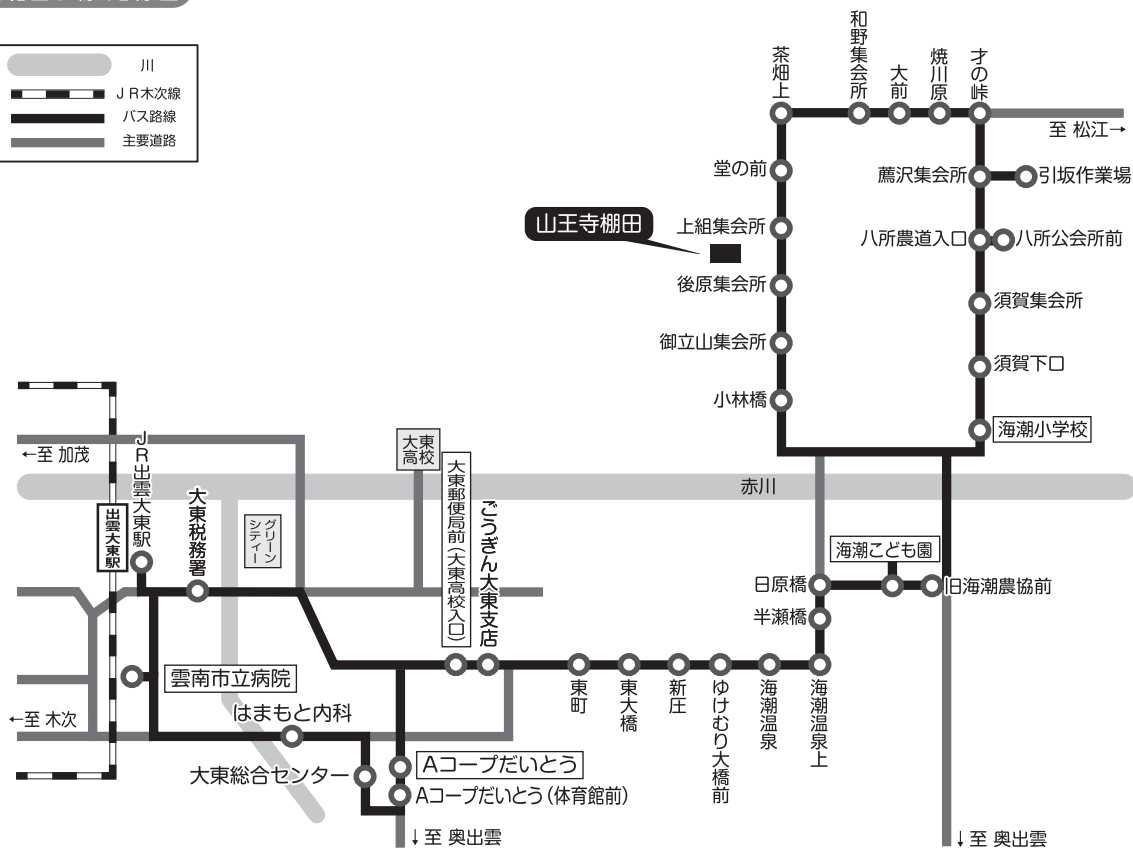 川
JR木次線
バス路線
主要道路
茶畑上
和野集会所
大前
焼川原
才の峠
至 松江→
堂の前
薦沢集会所
引坂作業場
山王寺棚田
上組集会所
八所農道入口
八所公会所前
後原集会所
須賀集会所
御立山集会所
須賀下口
小林橋
海潮小学校
←至 加茂
JR出雲大東駅
大東高校
大東郵便局前(大東高校入口)
ごうぎん大東支店
赤川
出雲大東駅
大東税務署
グリーン
シティー
海潮こども園
日原橋
旧海潮農協前
半瀬橋
雲南市立病院
東町
東大橋
新庄
ゆけむり大橋前
海潮温泉
海潮温泉上
←至 木次
はまもと内科
大東総合センター
Aコープだいとう
Aコープだいとう(体育館前)
↓至 奥出雲
↓至 奥出雲